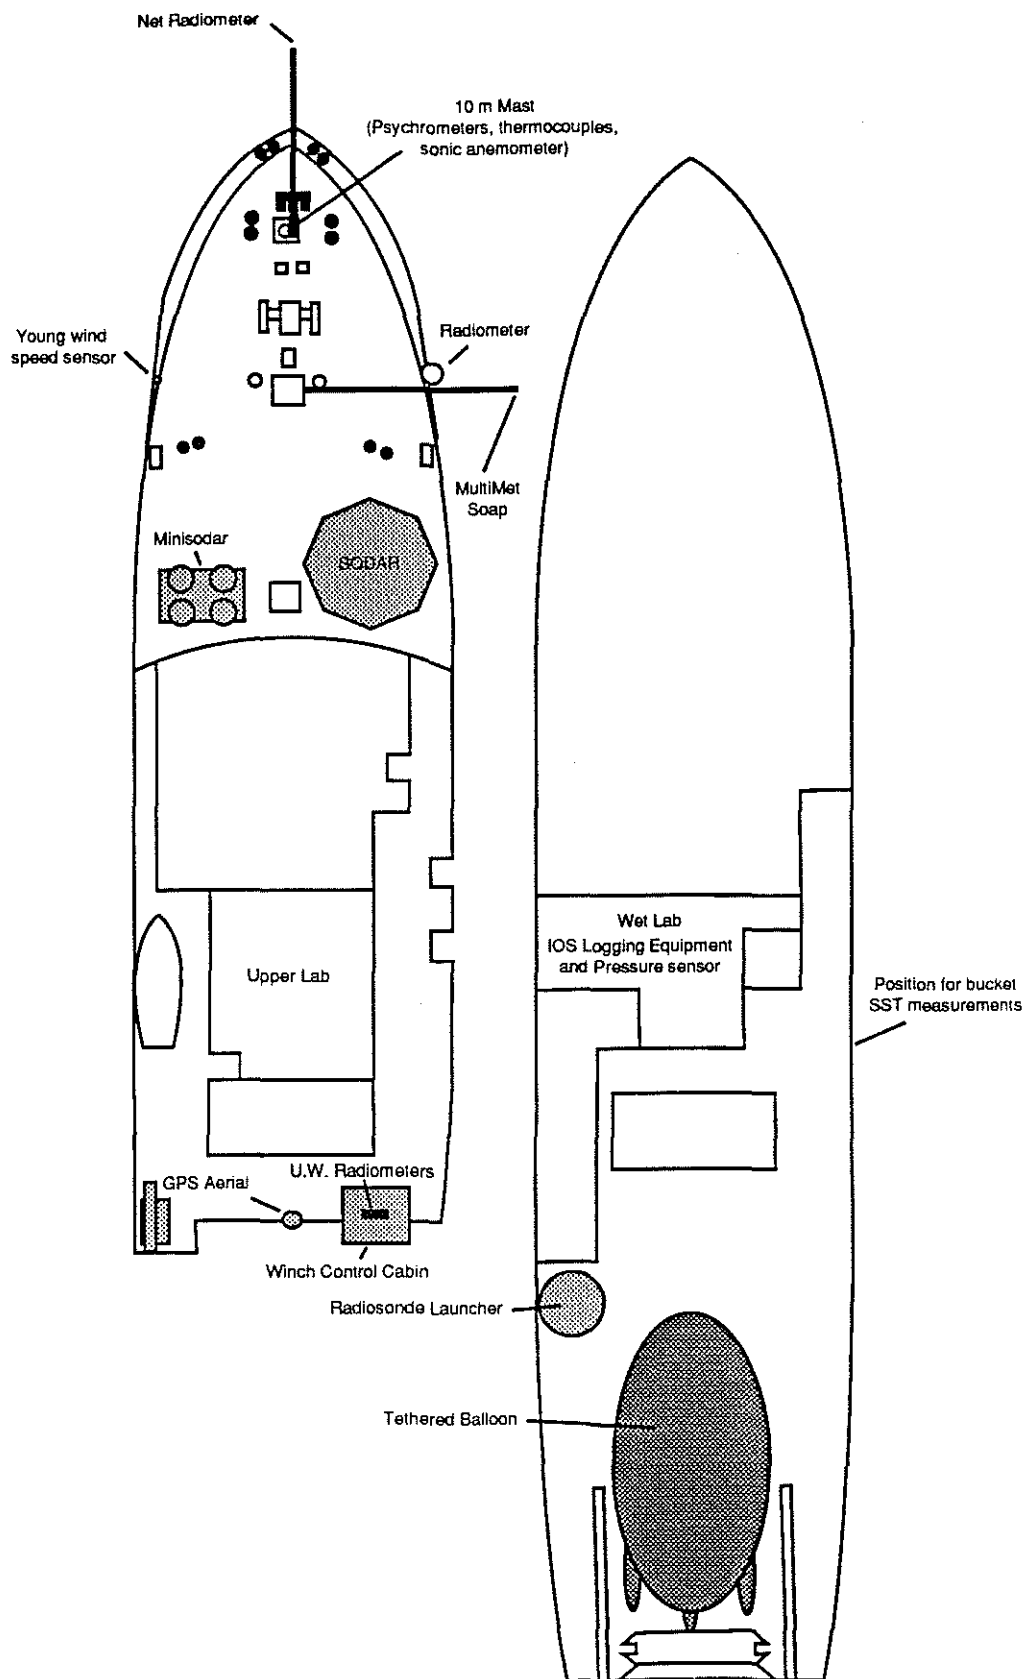 Net Radiometer
10 m Mast
(Psychrometers, thermocouples,
sonic anemometer)
Young wind
speed sensor
Radiometer
MultiMet
Soap
Minisodar
SODAR
Wet Lab
IOS Logging Equipment
and Pressure sensor
Upper Lab
Position for bucket
SST measurements
U.W. Radiometers
GPS Aerial
Winch Control Cabin
Radiosonde Launcher
Tethered Balloon